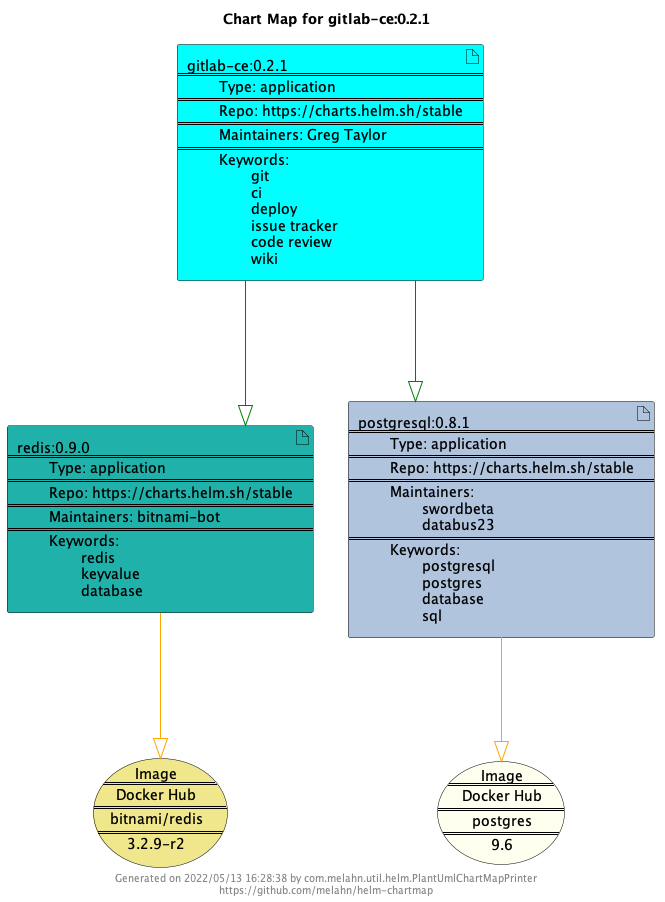 Chart Map for gitlab-ce:0.2.1
gitlab-ce:0.2.1
Type: application
Repo: https://charts.helm.sh/stable
Maintainers: Greg Taylor
Keywords:
git
ci
deploy
issue tracker
code review
wiki
redis:0.9.0
Type: application
Repo: https://charts.helm.sh/stable
Maintainers: bitnami-bot
Keywords:
redis
keyvalue
database
postgresql:0.8.1
Type: application
Repo: https://charts.helm.sh/stable
Maintainers:
swordbeta
databus23
Keywords:
postgresql
postgres
database
sql
Image
Docker Hub
bitnami/redis
3.2.9-r2
Image
Docker Hub
postgres
9.6
Generated on 2022/05/13 16:28:38 by com.melahn.util.helm.PlantUmlChartMapPrinter
https://github.com/melahn/helm-chartmap